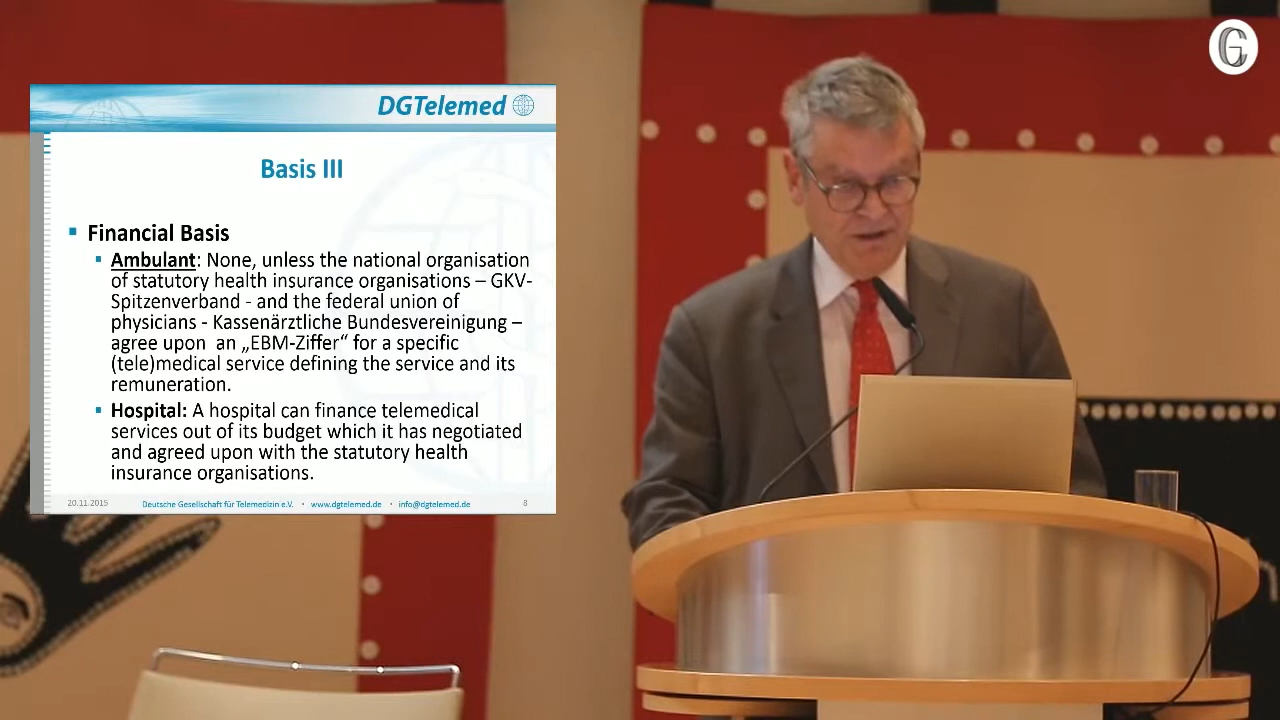 DGTelemed
Basis III
Financial Basis
Ambulant: None, unless the national organisation
of statutory health insurance organisations – GKV-
Spitzenverband - and the federal union of
physicians - Kassenärztliche Bundesvereinigung –
agree upon an „EBM-Ziffer“ for a specific
(tele)medical service defining the service and its
remuneration.
Hospital: A hospital can finance telemedical
services out of its budget which it has negotiated
and agreed upon with the statutory health
insurance organisations.
20.11.2015 Deutsche Gesellschaft für Telemedizin e.V. • www.dgtelemed.de • info@dgtelemed.de 8
G